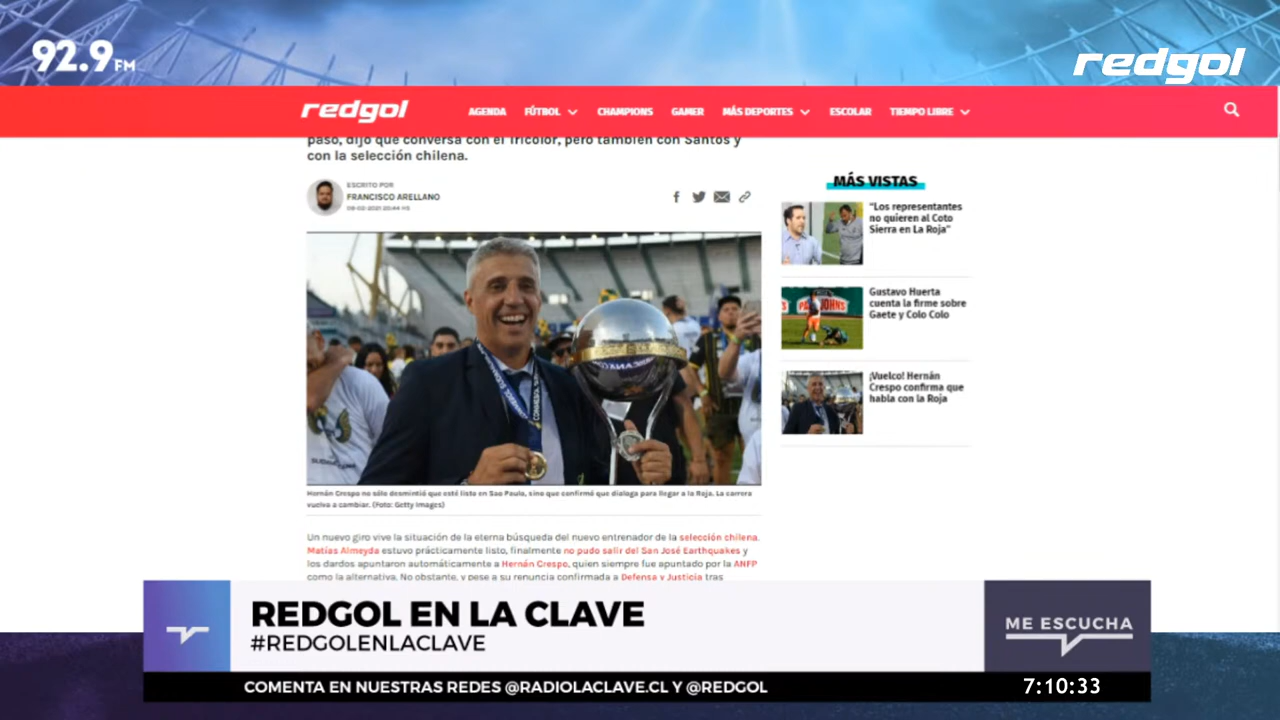 92.9 FM
redgol
redgol
AGENDA FÚTBOL CHAMPIONS GAMER MÁS DEPORTES ESCOLAR TIEMPO LIBRE
paso, dijo que conversa con el Tricolor, pero también con Santos y
con la selección chilena.
ESCRITO POR
FRANCISCO ARELLANO
MÁS VISTAS
"Los representantes
no quieren al Coto
Sierra en La Roja"
Gustavo Huerta
cuenta la firme sobre
Gaete y Colo Colo
¡Vuelco! Hernán
Crespo confirma que
habla con la Roja
Hernán Crespo no sólo desmintió que esté listo en Sao Paulo, sino que confirmó que dialoga para llegar a la Roja. La carrera
vuelve a cambiar. (Foto: Getty Images)
Un nuevo giro vive la situación de la eterna búsqueda del nuevo entrenador de la selección chilena.
Matías Almeyda estuvo prácticamente listo, finalmente no pudo salir del San José Earthquakes y
los dardos apuntaron automáticamente a Hernán Crespo, quien siempre fue apuntado por la ANFP
como la alternativa. No obstante, y pese a su renuncia confirmada a Defensa y Justicia tras
REDGOL EN LA CLAVE
#REDGOLENLACLAVE
ME ESCUCHA
COMENTA EN NUESTRAS REDES @RADIOLACLAVE.CL Y @REDGOL
7:10:33